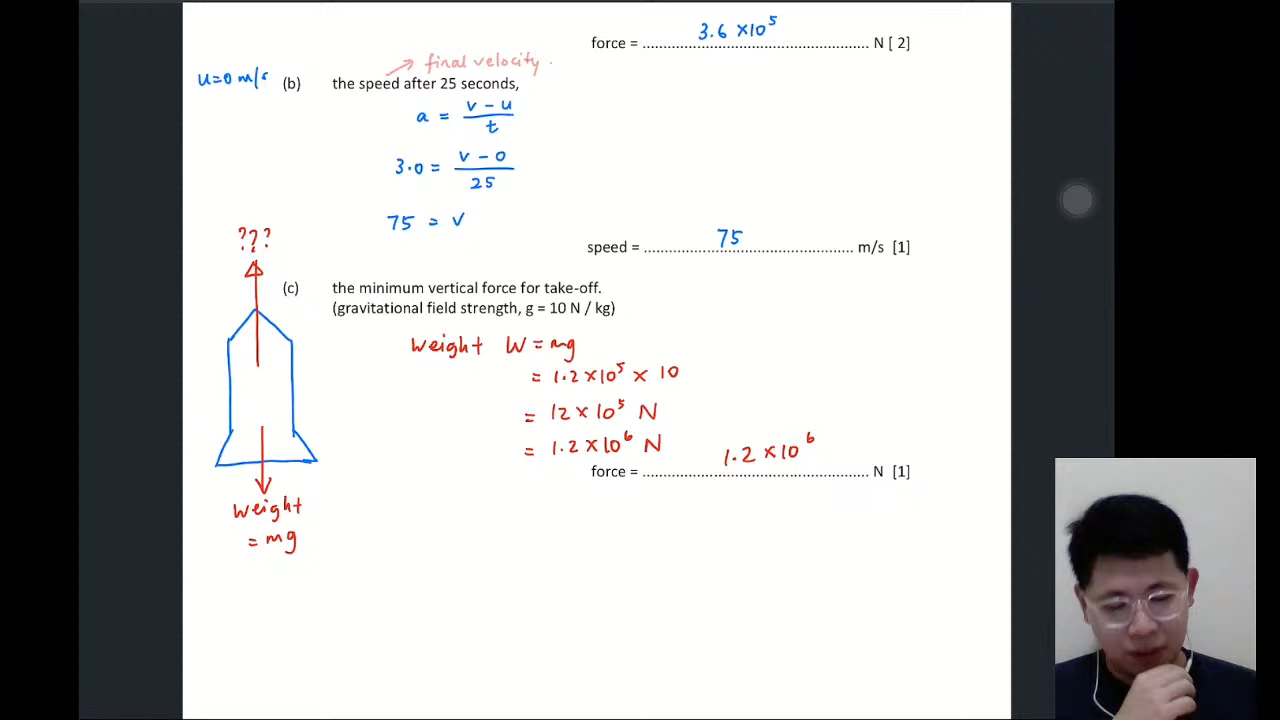 force = ........ 3.6 × 10⁵ ........ N [ 2]
final velocity.
u=0 m/s (b) the speed after 25 seconds,
a = (v - u)/t
3.0 = (v - 0)/25
75 = v
???
speed = ........ 75 ........ m/s [1]
(c) the minimum vertical force for take-off.
(gravitational field strength, g = 10 N / kg)
Weight W = mg
= 1.2 × 10⁵ × 10
= 12 × 10⁵ N
= 1.2 × 10⁶ N
force = ........ 1.2 × 10⁶ ........ N [1]
Weight
= mg